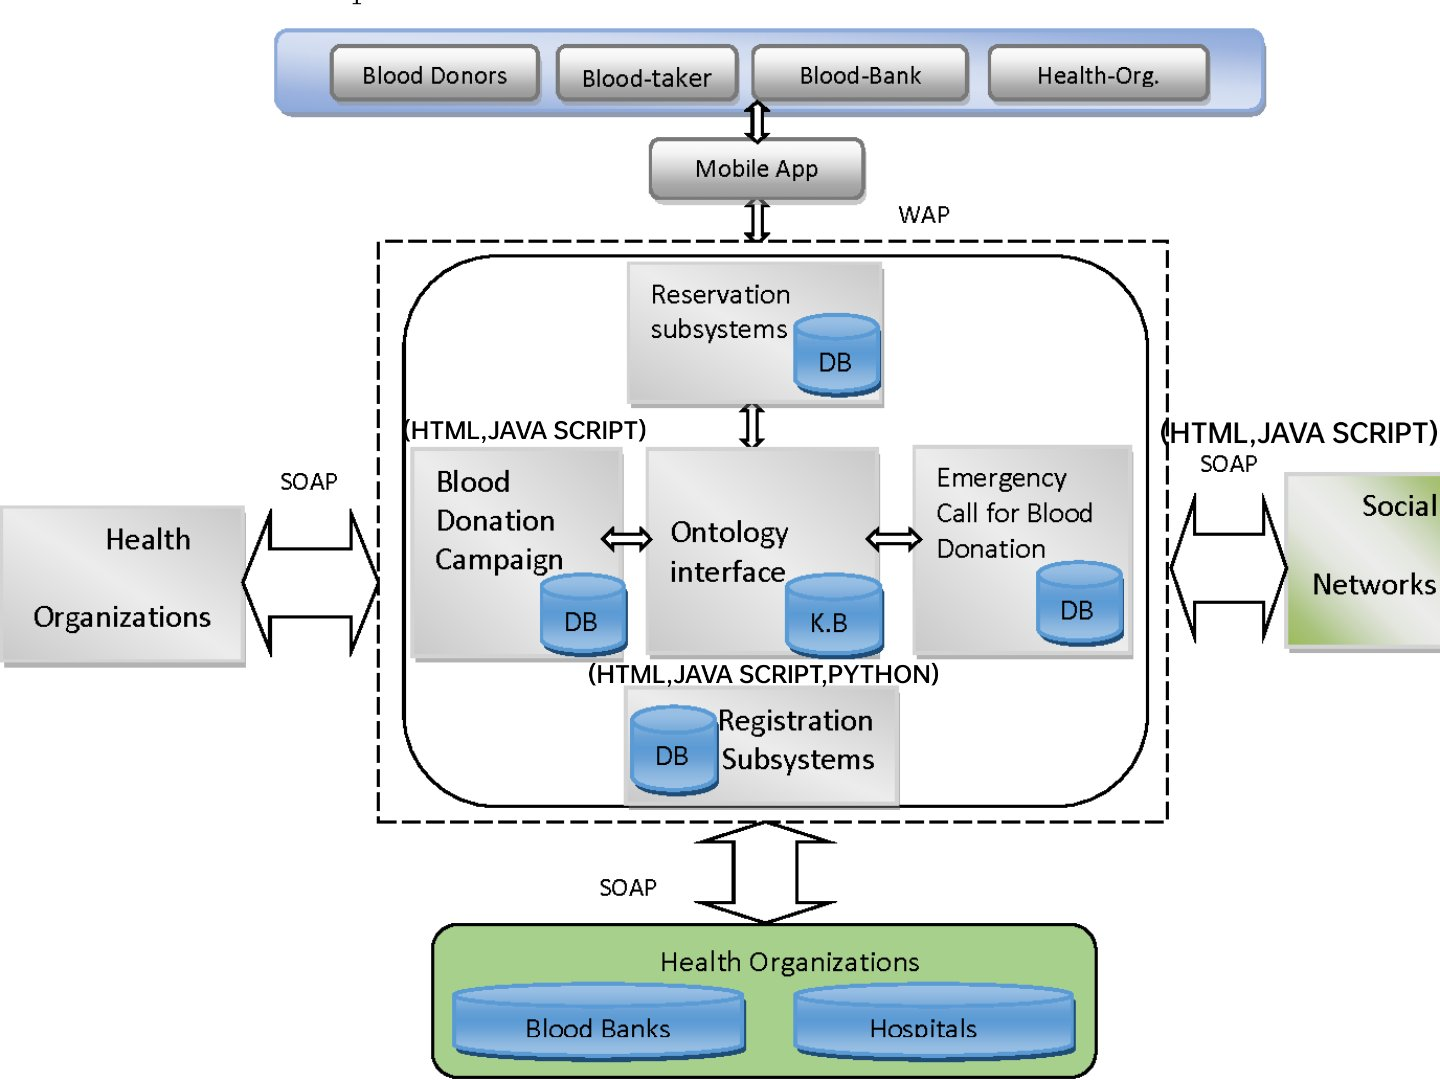 Blood Donors
Blood-taker
Blood-Bank
Health-Org.
Mobile App
WAP
Reservation
subsystems
DB
(HTML,JAVA SCRIPT)
(HTML,JAVA SCRIPT)
SOAP
SOAP
Health
Organizations
Blood
Donation
Campaign
DB
Ontology
interface
K.B
Emergency
Call for Blood
Donation
DB
Social
Networks
(HTML,JAVA SCRIPT,PYTHON)
DB
Registration
Subsystems
SOAP
Health Organizations
Blood Banks
Hospitals